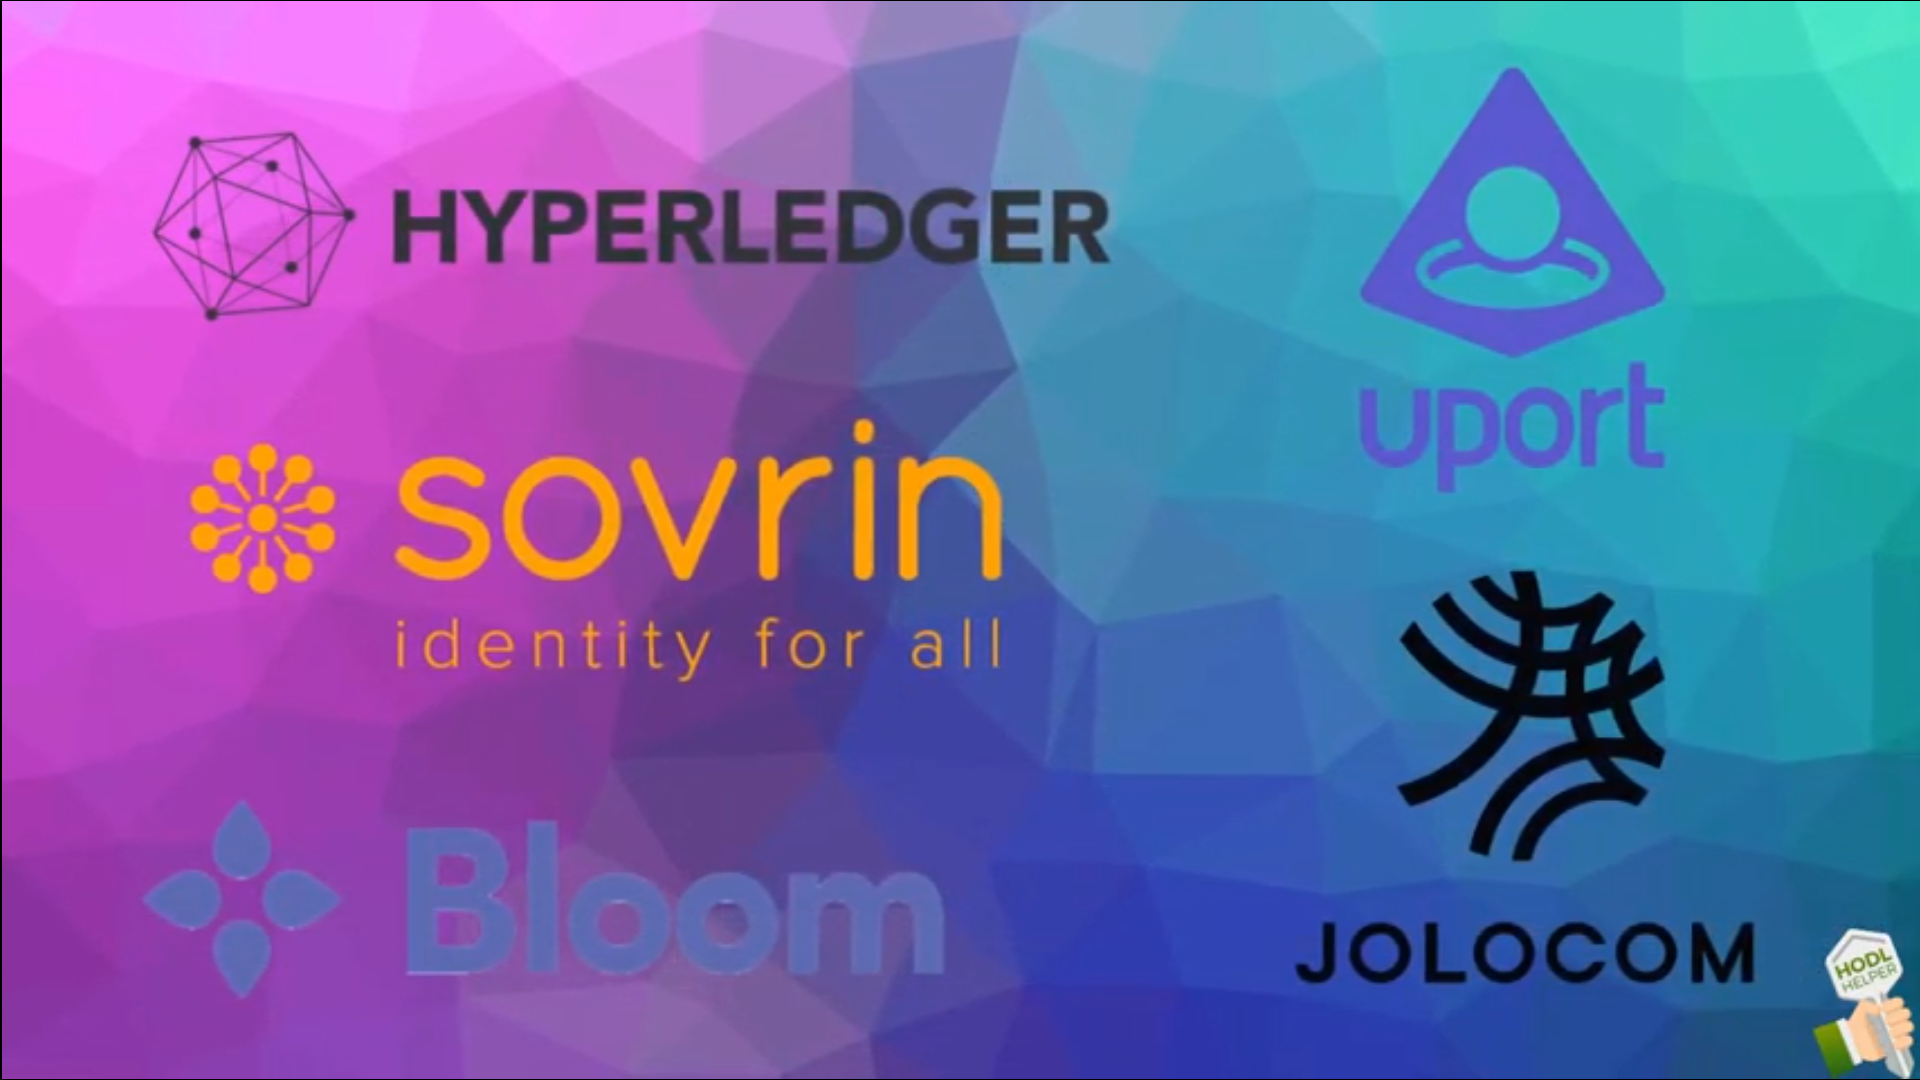 HYPERLEDGER
uport
sovrin
identity for all
Bloom
JOLOCOM
HODL
HELPER